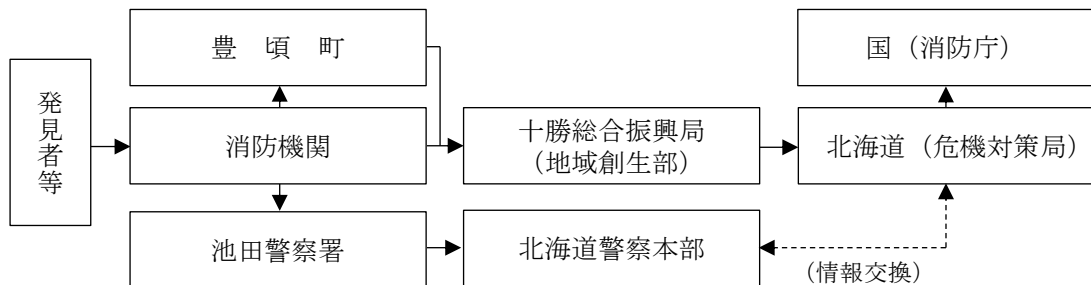 発見者等
豊　頃　町
消防機関
池田警察署
十勝総合振興局
（地域創生部）
北海道警察本部
国（消防庁）
北海道（危機対策局）
（情報交換）